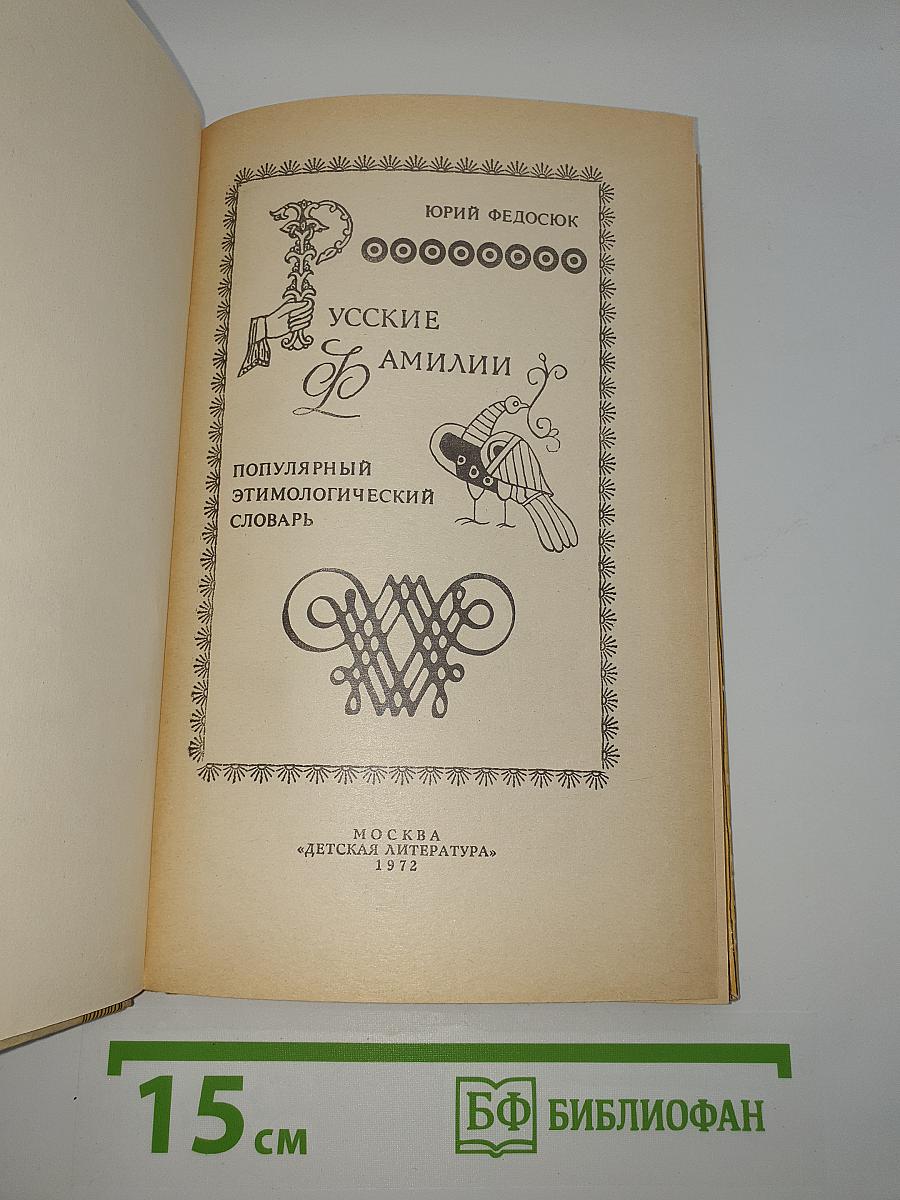 ЮРИЙ ФЕДОСЮК
РУССКИЕ
ФАМИЛИИ
ПОПУЛЯРНЫЙ
ЭТИМОЛОГИЧЕСКИЙ
СЛОВАРЬ
МОСКВА
«ДЕТСКАЯ ЛИТЕРАТУРА»
1972
15 см
БФ БИБЛИОФАН